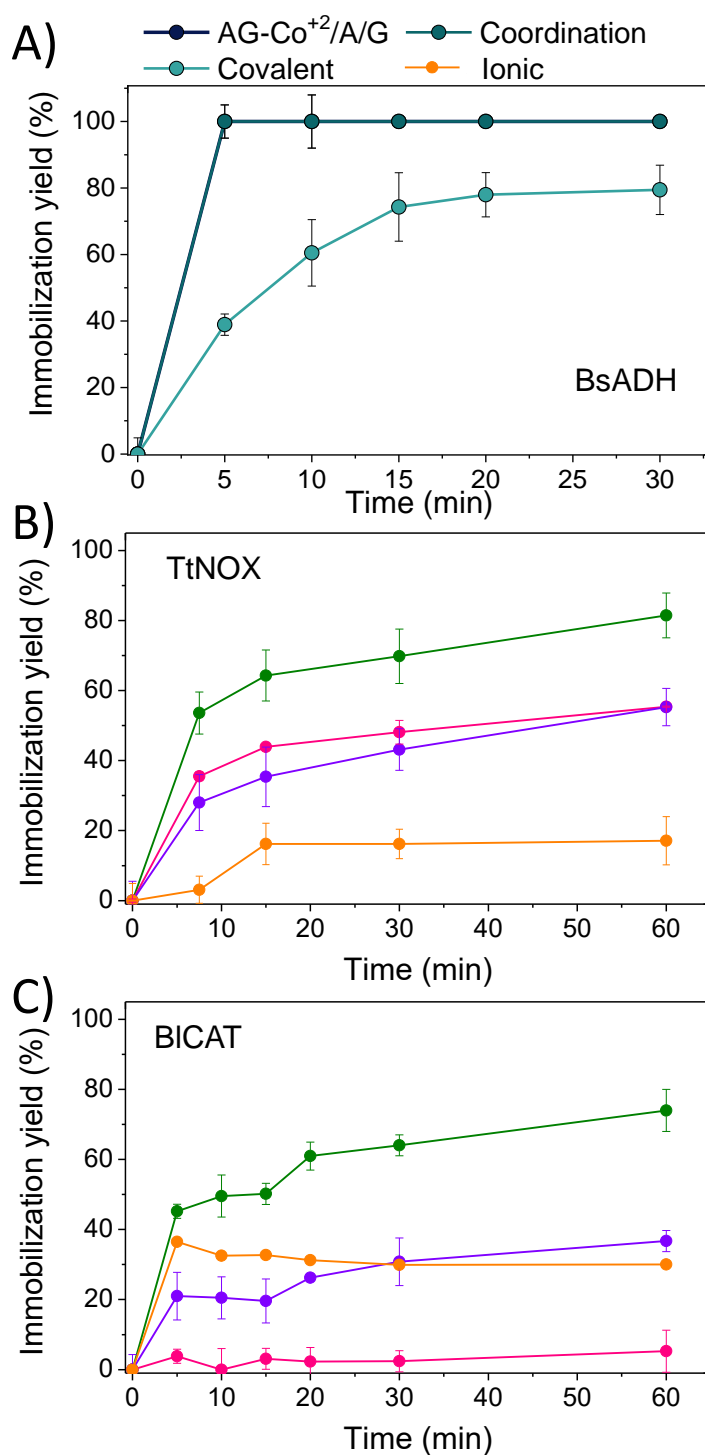 AG-Co+2/A/G Coordination
Covalent Ionic
A)
Immobilization yield (%)
100
80
60
40
20
0
BsADH
0 5 10 15 20 25 30
Time (min)
B)
Immobilization yield (%)
100
80
60
40
20
0
TtNOX
0 10 20 30 40 50 60
Time (min)
C)
Immobilization yield (%)
100
80
60
40
20
0
BlCAT
0 10 20 30 40 50 60
Time (min)